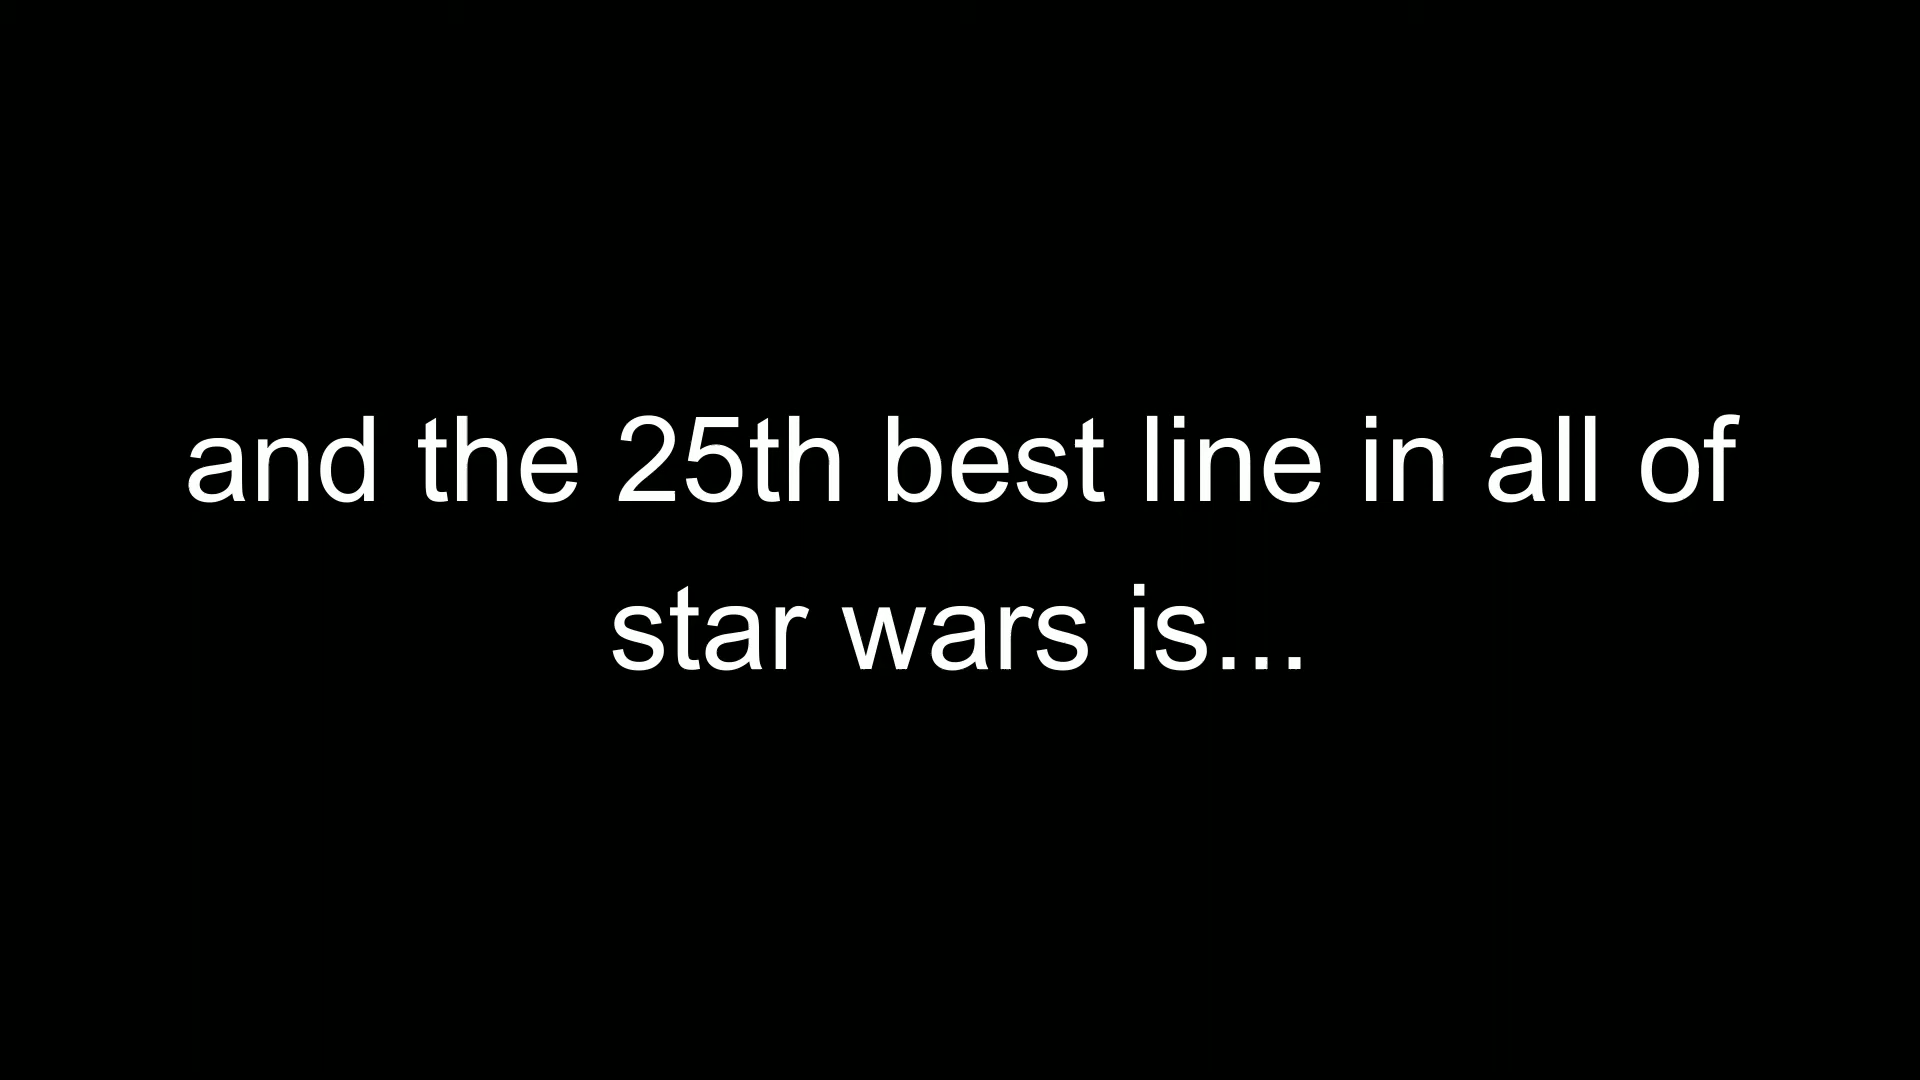 and the 25th best line in all of
star wars is...